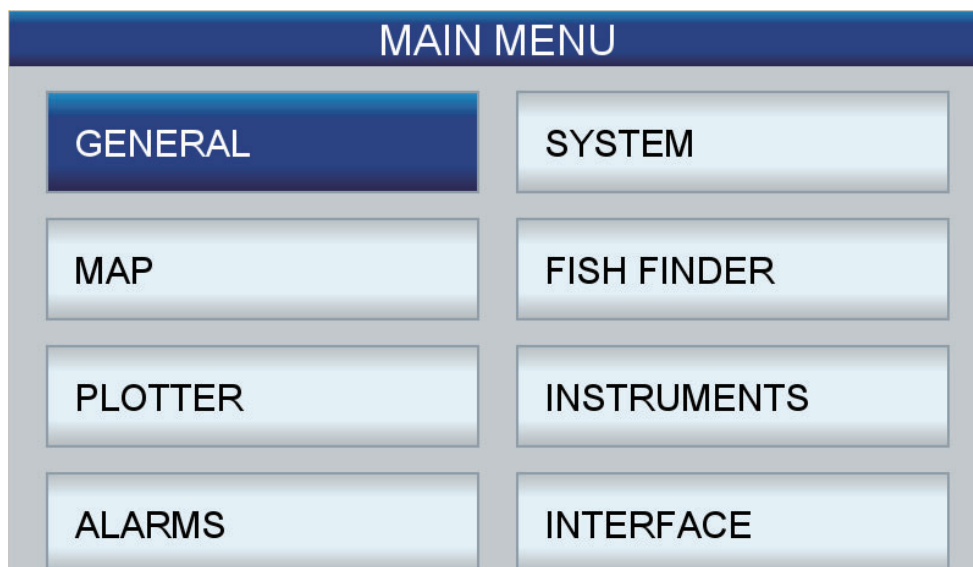 MAIN MENU
GENERAL
SYSTEM
MAP
FISH FINDER
PLOTTER
INSTRUMENTS
ALARMS
INTERFACE